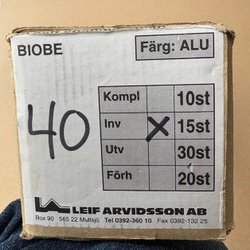 BIOBE Färg: ALU
40
Kompl 10st
Inv X 15st
Utv 30st
Förh 20st
LEIF ARVIDSSON AB
Box 90 565 22 Mullsjö Tel 0392-360 10 Fax 0392-132 25